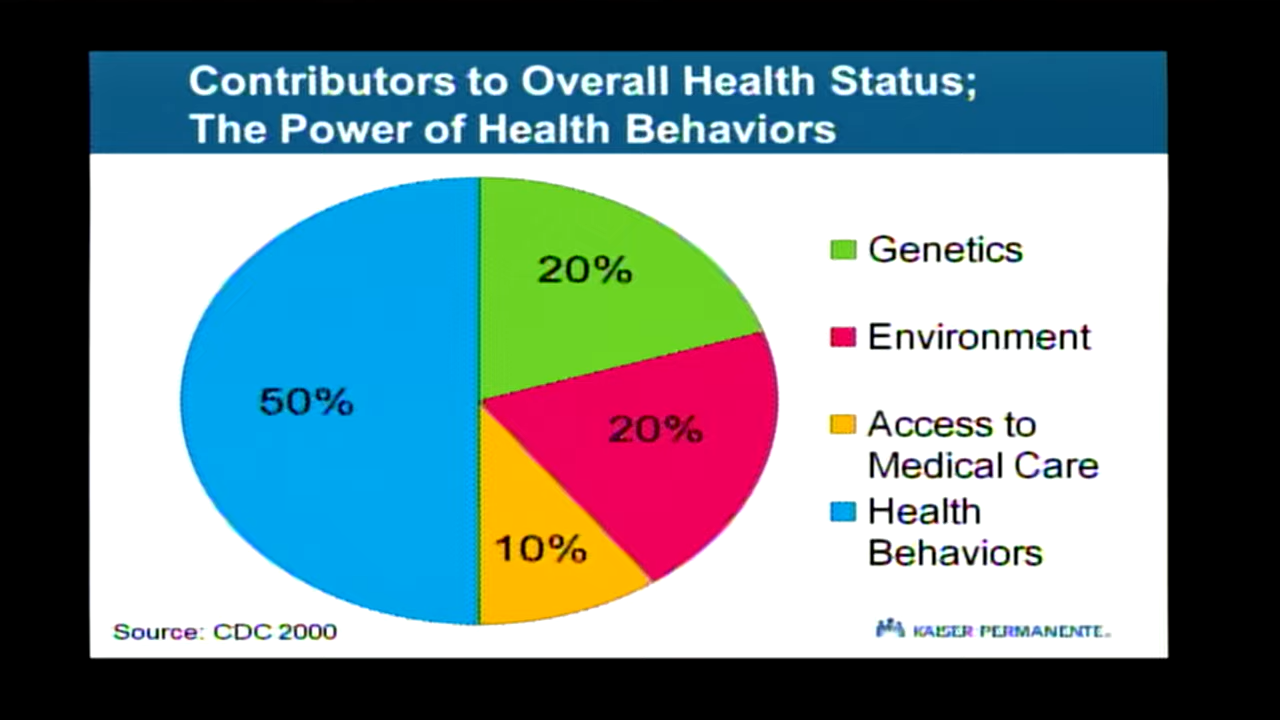 Contributors to Overall Health Status;
The Power of Health Behaviors
20%
50%
20%
10%
Genetics
Environment
Access to
Medical Care
Health
Behaviors
Source: CDC 2000
KAISER PERMANENTE.